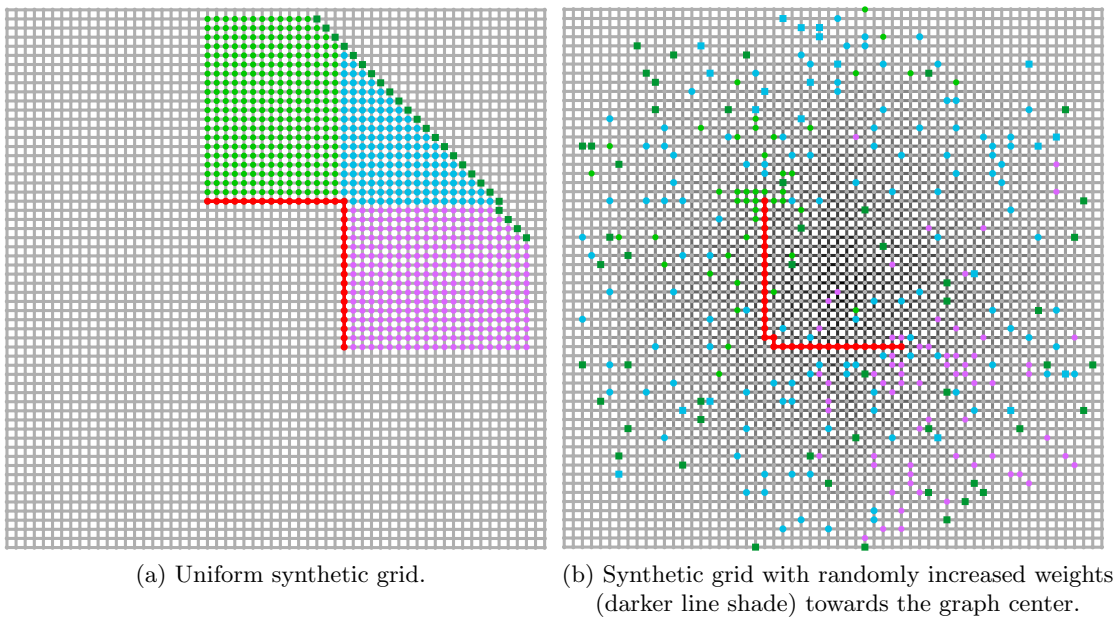 (a) Uniform synthetic grid.
(b) Synthetic grid with randomly increased weights
(darker line shade) towards the graph center.